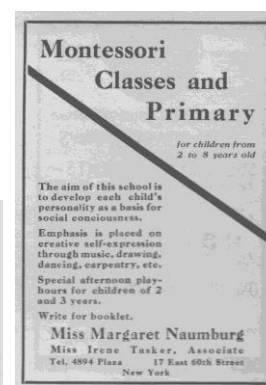 Montessori
Classes and
Primary
for children from
2 to 8 years old
The aim of this school is
to develop each child's
personality as a basis for
social conciousness.
Emphasis is placed on
creative self-expression
through music, drawing,
dancing, carpentry, etc.
Special afternoon play-
hours for children of 2
and 3 years.
Write for booklet.
Miss Margaret Naumburg
Miss Irene Tasker, Associate
Tel. 4894 Plaza 17 East 60th Street
New York